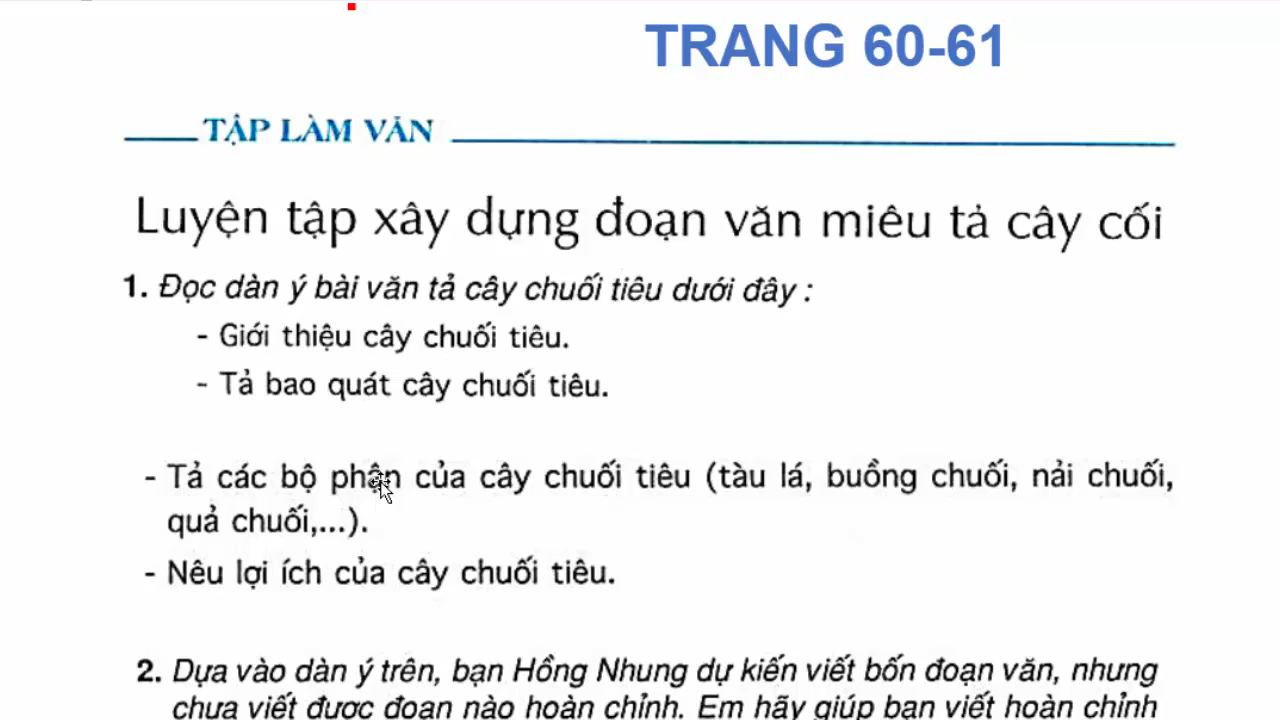 TRANG 60-61
TẬP LÀM VĂN
Luyện tập xây dựng đoạn văn miêu tả cây cối
1. Đọc dàn ý bài văn tả cây chuối tiêu dưới đây :
- Giới thiệu cây chuối tiêu.
- Tả bao quát cây chuối tiêu.
- Tả các bộ phận của cây chuối tiêu (tàu lá, buồng chuối, nải chuối,
quả chuối,...).
- Nêu lợi ích của cây chuối tiêu.
2. Dựa vào dàn ý trên, bạn Hồng Nhung dự kiến viết bốn đoạn văn, nhưng
chưa viết được đoạn nào hoàn chỉnh. Em hãy giúp bạn viết hoàn chỉnh